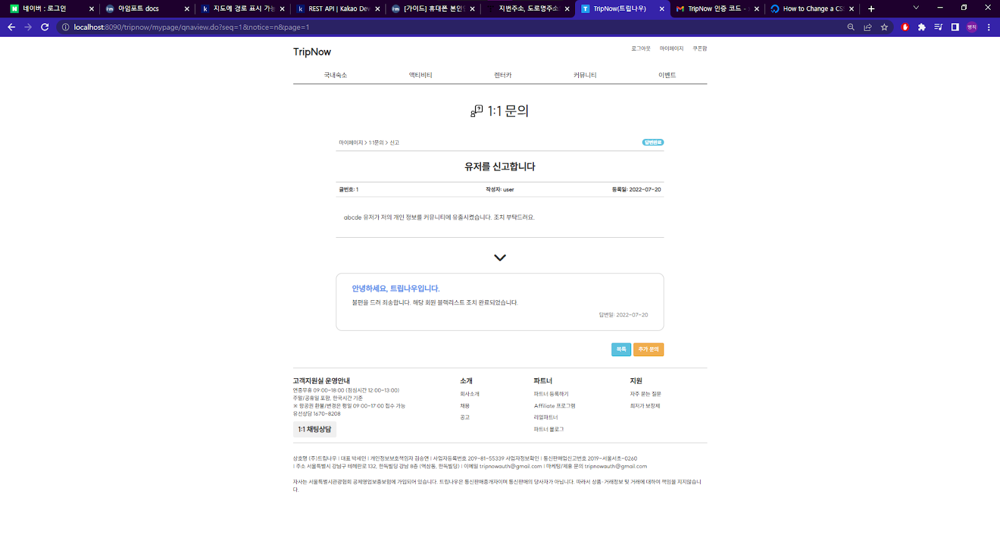 네이버 : 로그인
아임포트 docs
지도에 경로 표시 가능
REST API | Kakao Dev
[가이드] 휴대폰 본인
지번주소, 도로명주소
TripNow(트립나우)
TripNow 인증 코드 -
How to Change a CS
localhost:8090/tripnow/mypage/qnaview.do?seq=1&notice=n&page=1
병직
TripNow
로그아웃 마이페이지 쿠폰함
국내숙소 액티비티 렌터카 커뮤니티 이벤트
1:1 문의
마이페이지 > 1:1문의 > 신고 답변완료
유저를 신고합니다
글번호: 1 작성자: user 등록일: 2022-07-20
abcde 유저가 저의 개인 정보를 커뮤니티에 유출시켰습니다. 조치 부탁드려요.
안녕하세요, 트립나우입니다.
불편을 드려 죄송합니다. 해당 회원 블랙리스트 조치 완료되었습니다.
답변일: 2022-07-20
목록 추가 문의
고객지원실 운영안내
연중무휴 09:00-18:00 (점심시간 12:00-13:00)
주말/공휴일 포함, 한국시간 기준
※ 항공권 환불/변경은 평일 09:00-17:00 접수 가능
유선상담 1670-8208
1:1 채팅상담
소개
회사소개
채용
공고
파트너
파트너 등록하기
Affiliate 프로그램
리얼파트너
파트너 블로그
지원
자주 묻는 질문
최저가 보장제
상호명 (주)트립나우 | 대표 박세인 | 개인정보보호책임자 김승연 | 사업자등록번호 209-81-55339 사업자정보확인 | 통신판매업신고번호 2019-서울서초-0260
| 주소 서울특별시 강남구 테헤란로 132, 한독빌딩 강남 8층 (역삼동, 한독빌딩) | 이메일 tripnowauth@gmail.com | 마케팅/제휴 문의 tripnowauth@gmail.com
자사는 서울특별시관광협회 공제영업보증보험에 가입되어 있습니다. 트립나우은 통신판매중개자이며 통신판매의 당사자가 아닙니다. 따라서 상품·거래정보 및 거래에 대하여 책임을 지지않습니
다.